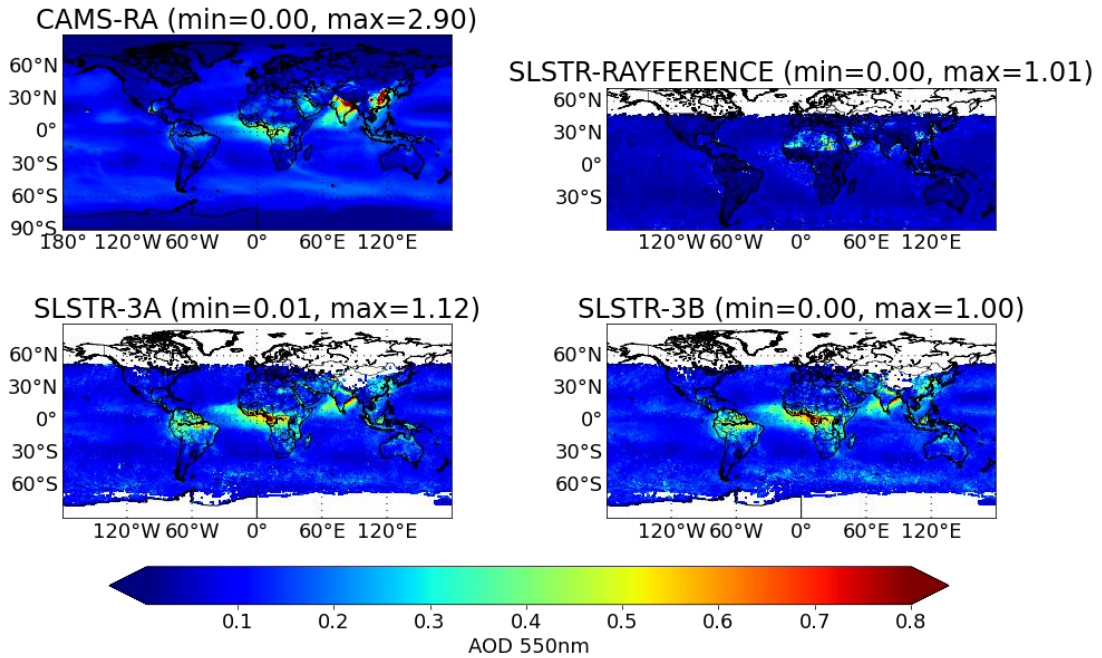 CAMS-RA (min=0.00, max=2.90)
60°N
30°N
0°
30°S
60°S
90°S
180° 120°W 60°W 0° 60°E 120°E
SLSTR-RAYFERENCE (min=0.00, max=1.01)
60°N
30°N
0°
30°S
120°W 60°W 0° 60°E 120°E
SLSTR-3A (min=0.01, max=1.12)
60°N
30°N
0°
30°S
60°S
120°W 60°W 0° 60°E 120°E
SLSTR-3B (min=0.00, max=1.00)
60°N
30°N
0°
30°S
60°S
120°W 60°W 0° 60°E 120°E
0.1 0.2 0.3 0.4 0.5 0.6 0.7 0.8
AOD 550nm